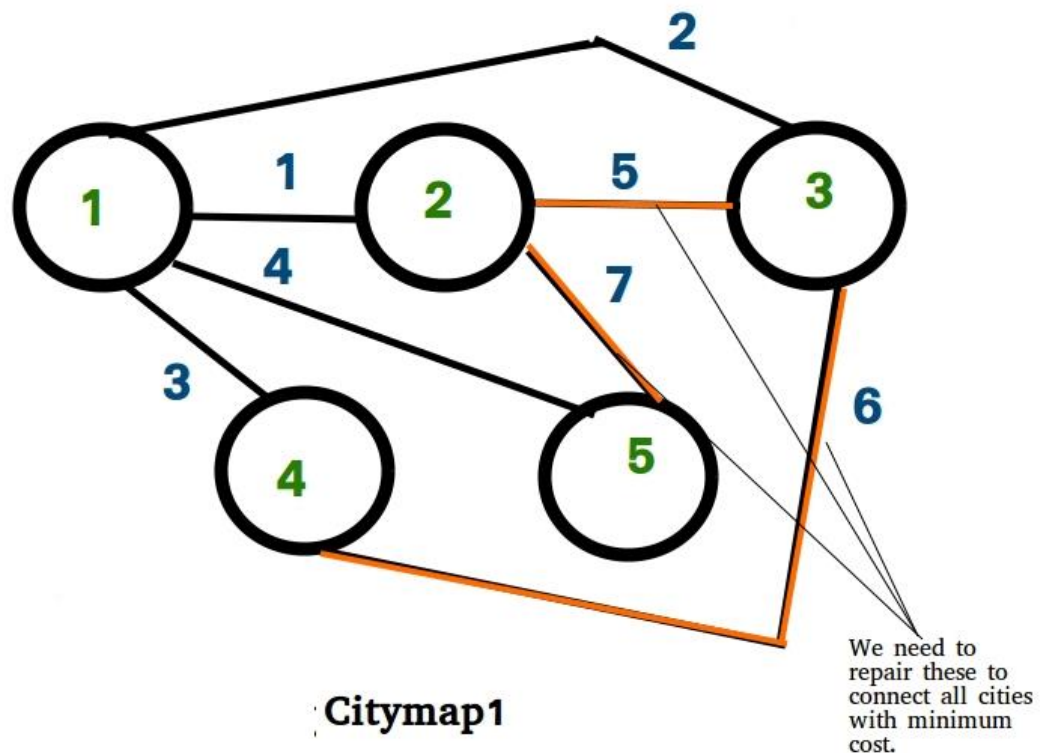 2
1
1
2
5
3
4
7
3
6
4
5
We need to
repair these to
connect all cities
with minimum
cost.
: Citymap1